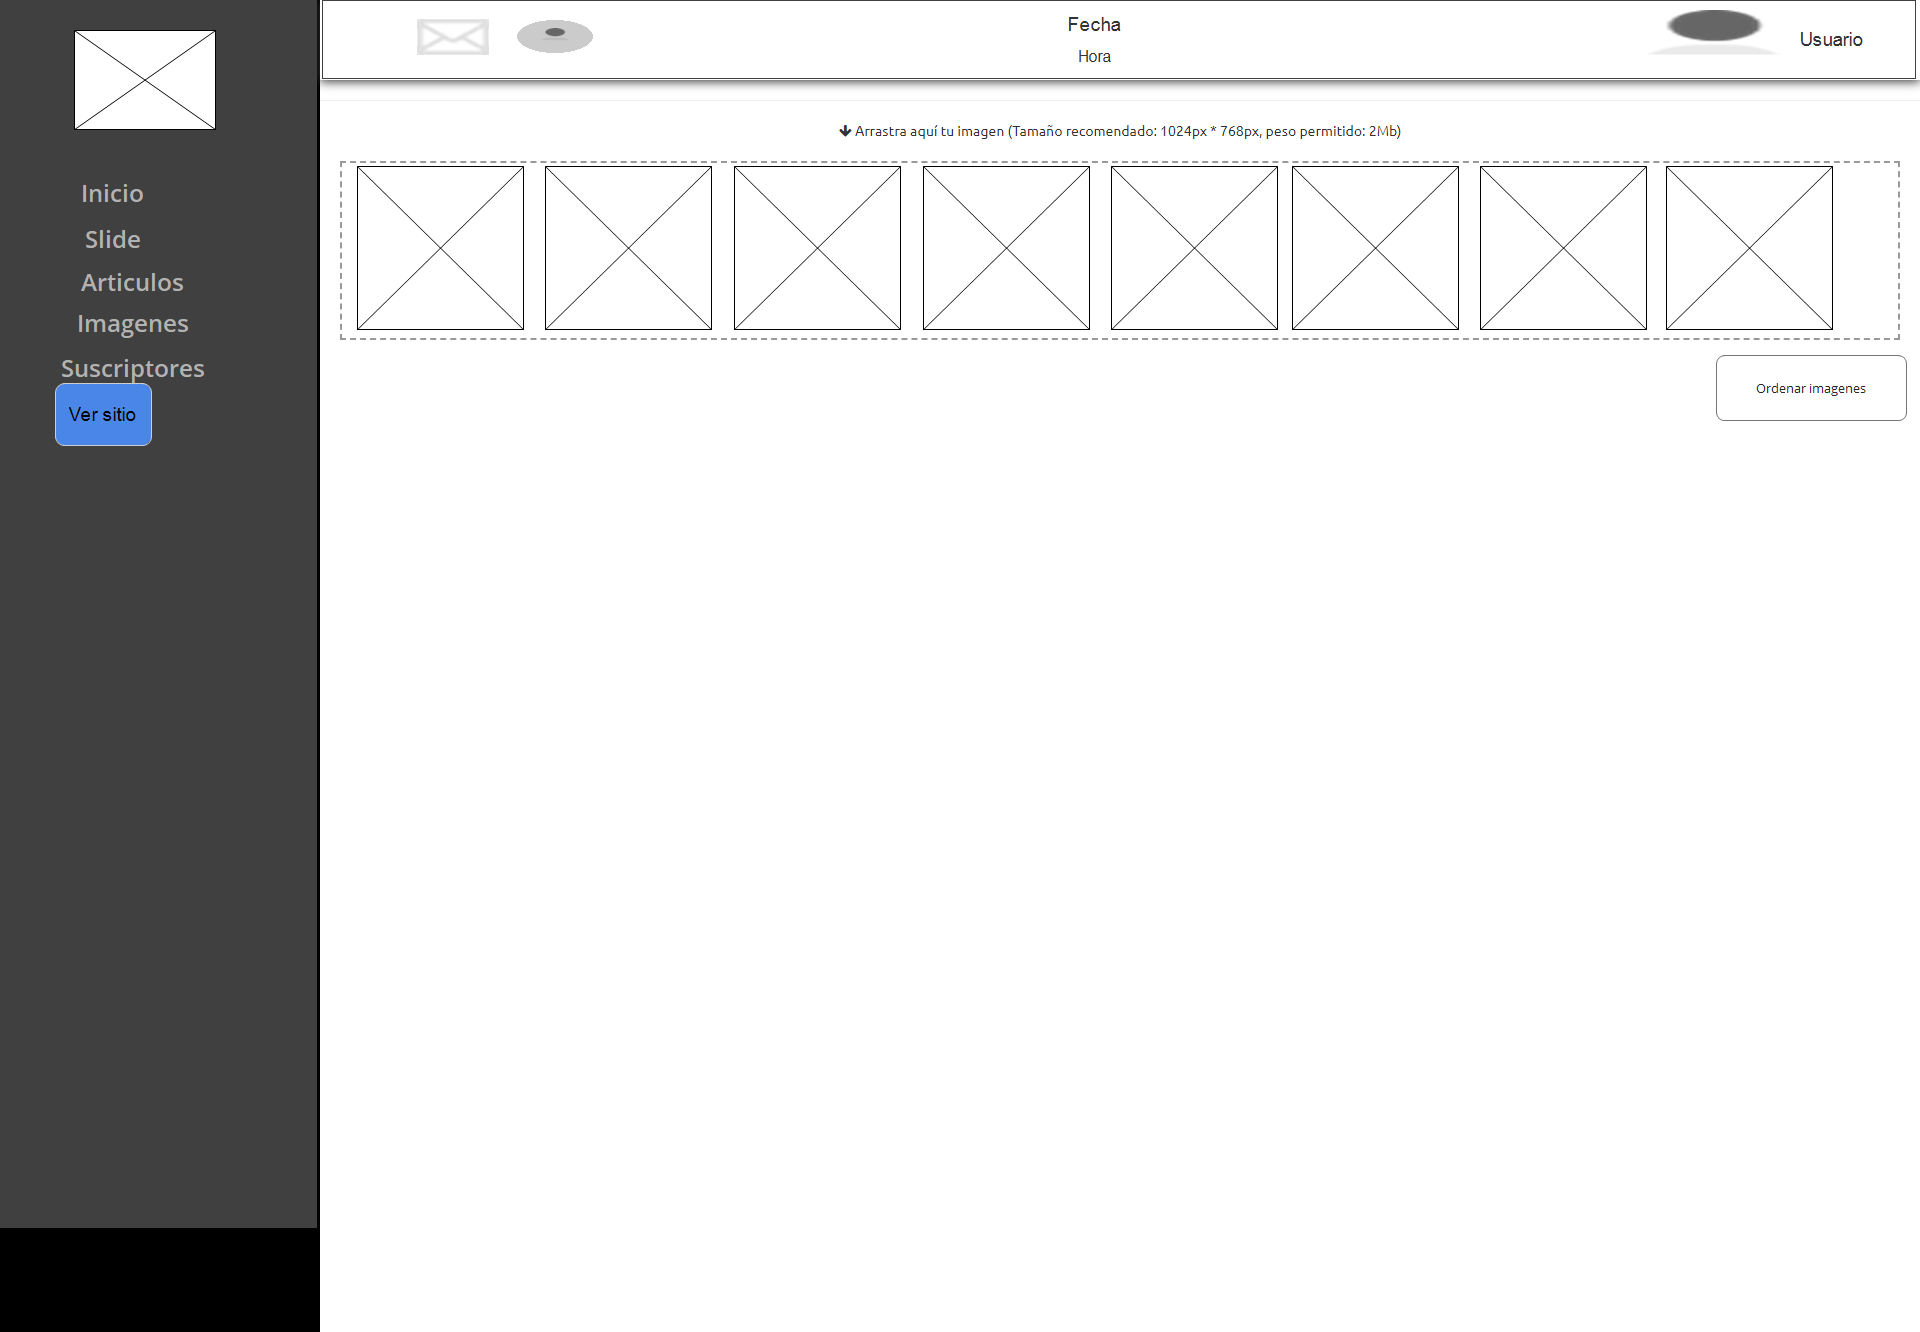 Fecha
Hora
Usuario
Inicio
Slide
Articulos
Imagenes
Suscriptores
Ver sitio
Arrastra aquí tu imagen (Tamaño recomendado: 1024px * 768px, peso permitido: 2Mb)
Ordenar imagenes